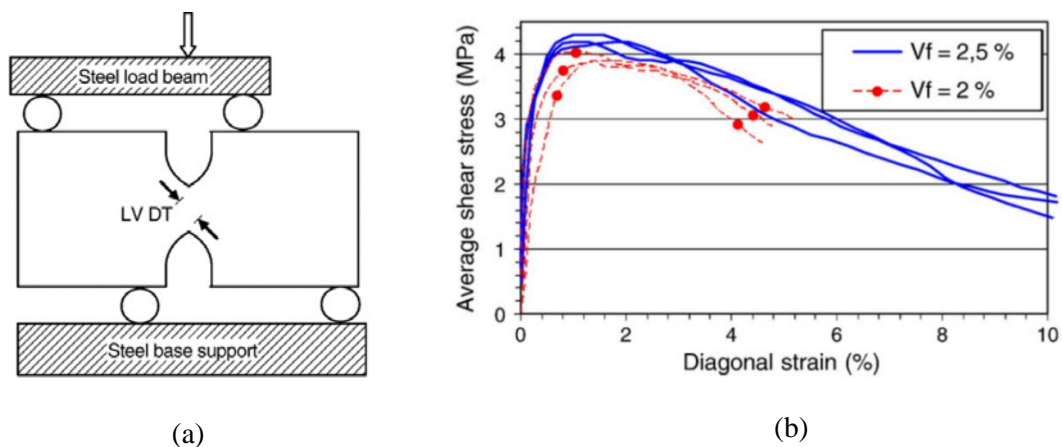 Steel load beam
LV DT
Steel base support
(a)
Average shear stress (MPa)
5
4
3
2
1
0
Vf = 2,5 %
Vf = 2 %
0 2 4 6 8 10
Diagonal strain (%)
(b)